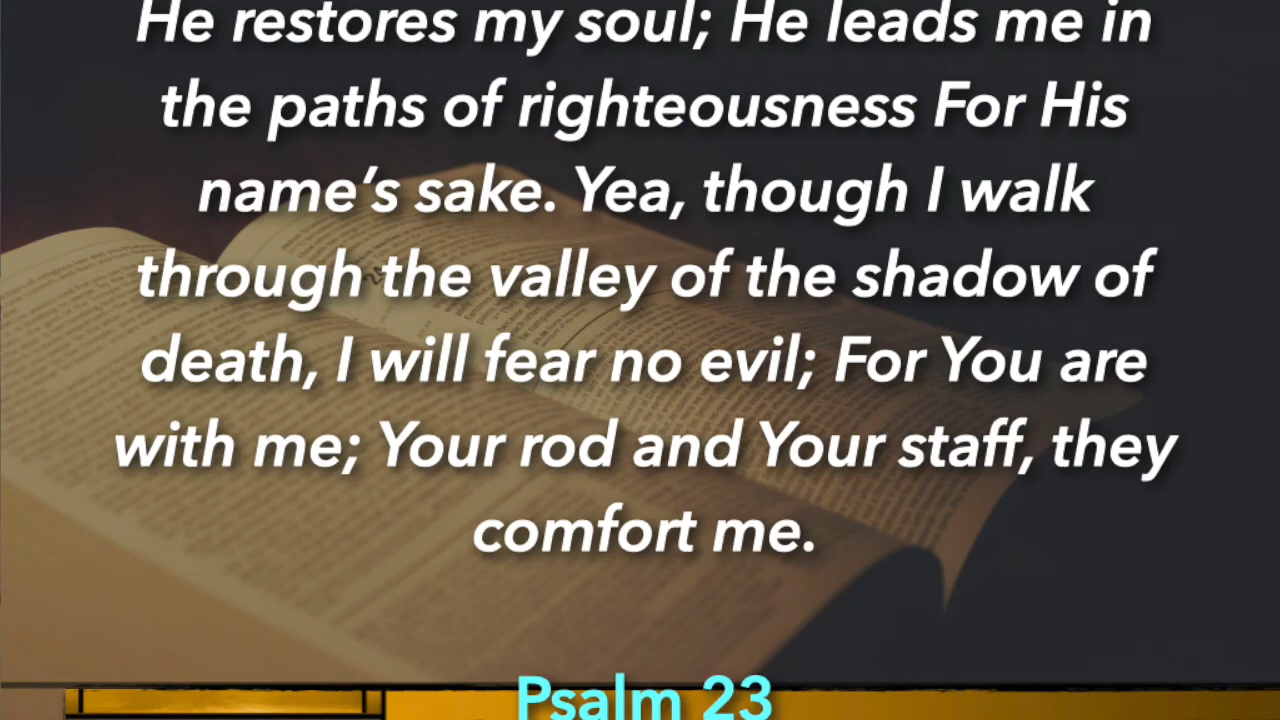 He restores my soul; He leads me in
the paths of righteousness For His
name’s sake. Yea, though I walk
through the valley of the shadow of
death, I will fear no evil; For You are
with me; Your rod and Your staff, they
comfort me.
Psalm 23